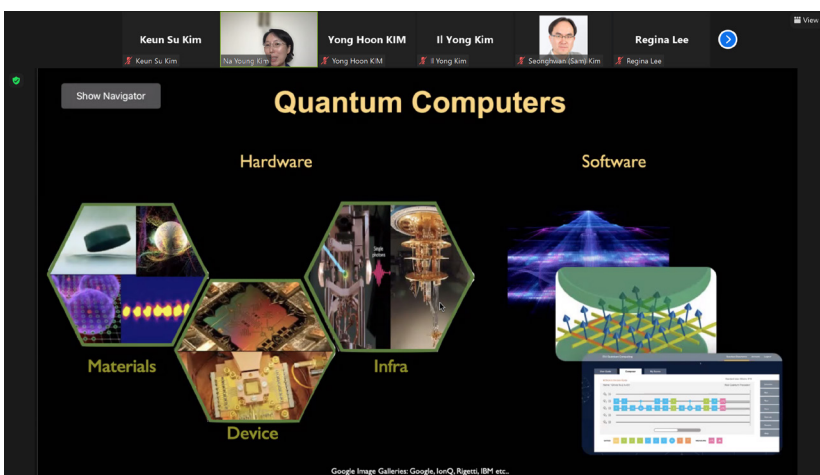 View
Keun Su Kim
Yong Hoon KIM
Il Yong Kim
Regina Lee
Keun Su Kim
Na Young Kim
Yong Hoon KIM
Il Yong Kim
Seonghwan (Sam) Kim
Regina Lee
Show Navigator
Quantum Computers
Hardware
Software
Single
photons
Materials
Infra
Device
Google Image Galleries: Google, IonQ, Rigetti, IBM etc..